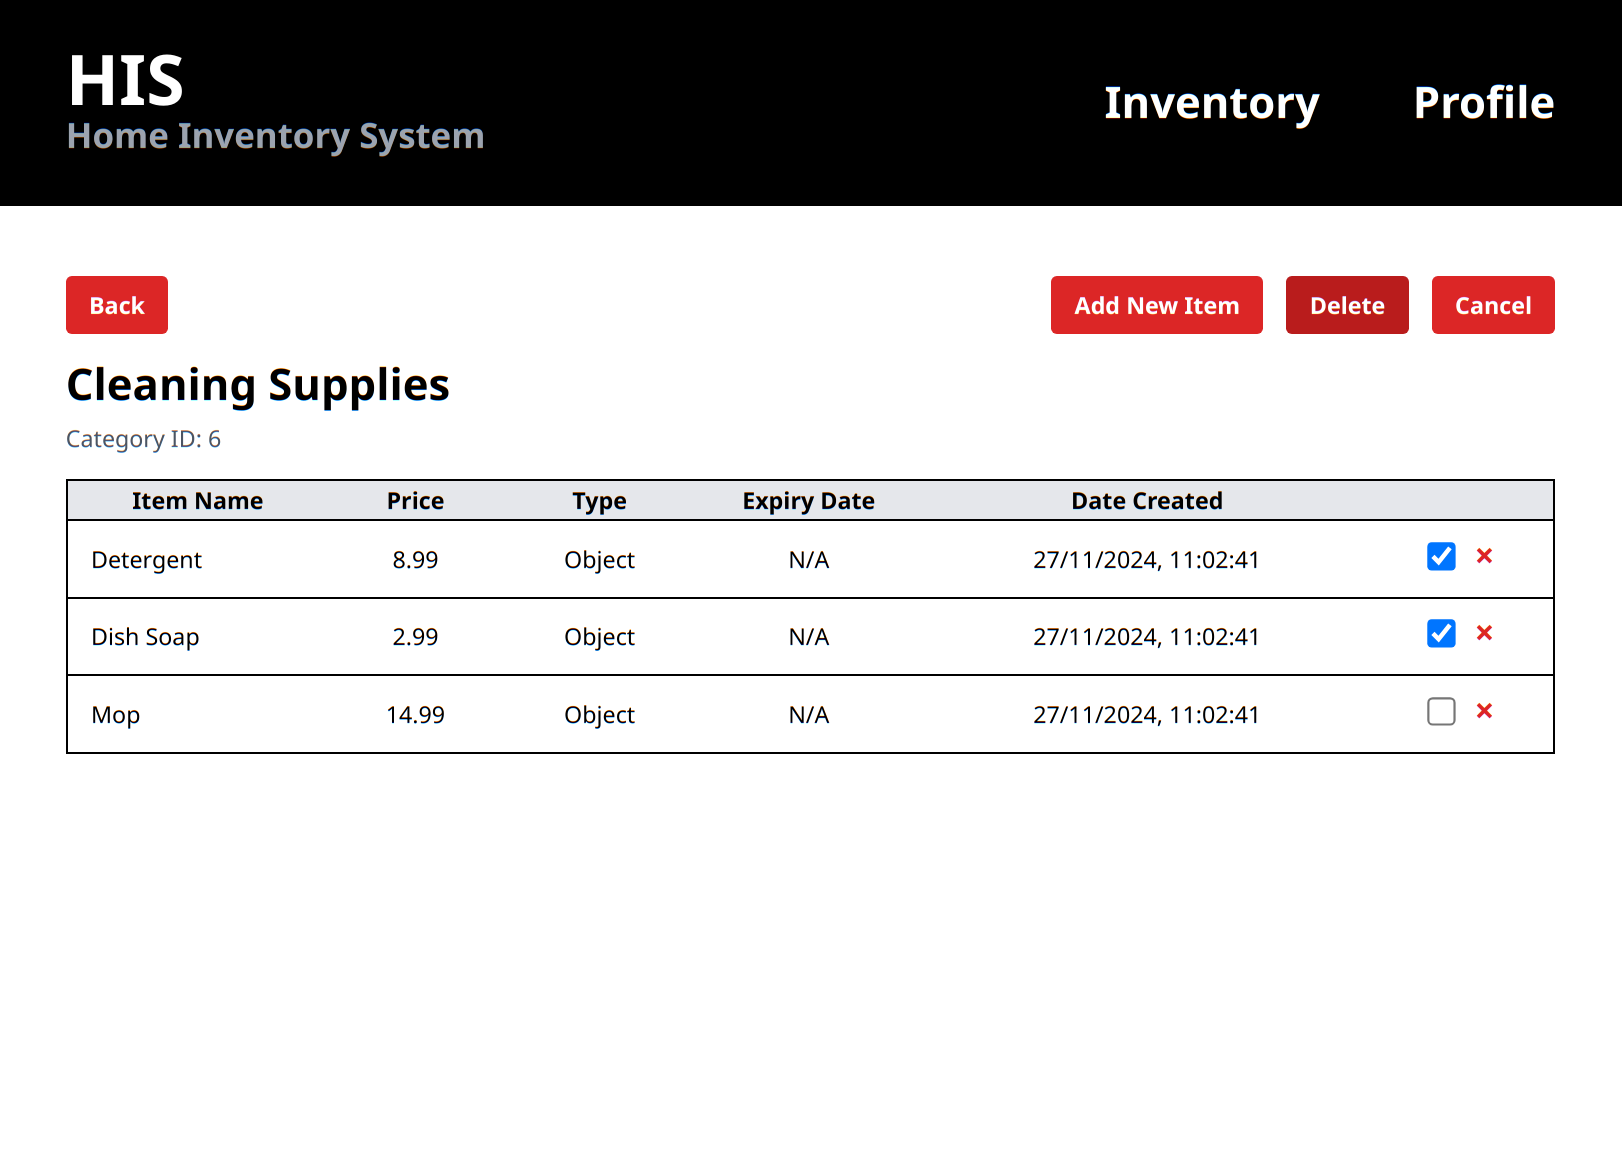 HIS
Home Inventory System
Inventory Profile
Back Add New Item Delete Cancel
Cleaning Supplies
Category ID: 6
Item Name Price Type Expiry Date Date Created
Detergent 8.99 Object N/A 27/11/2024, 11:02:41
Dish Soap 2.99 Object N/A 27/11/2024, 11:02:41
Mop 14.99 Object N/A 27/11/2024, 11:02:41